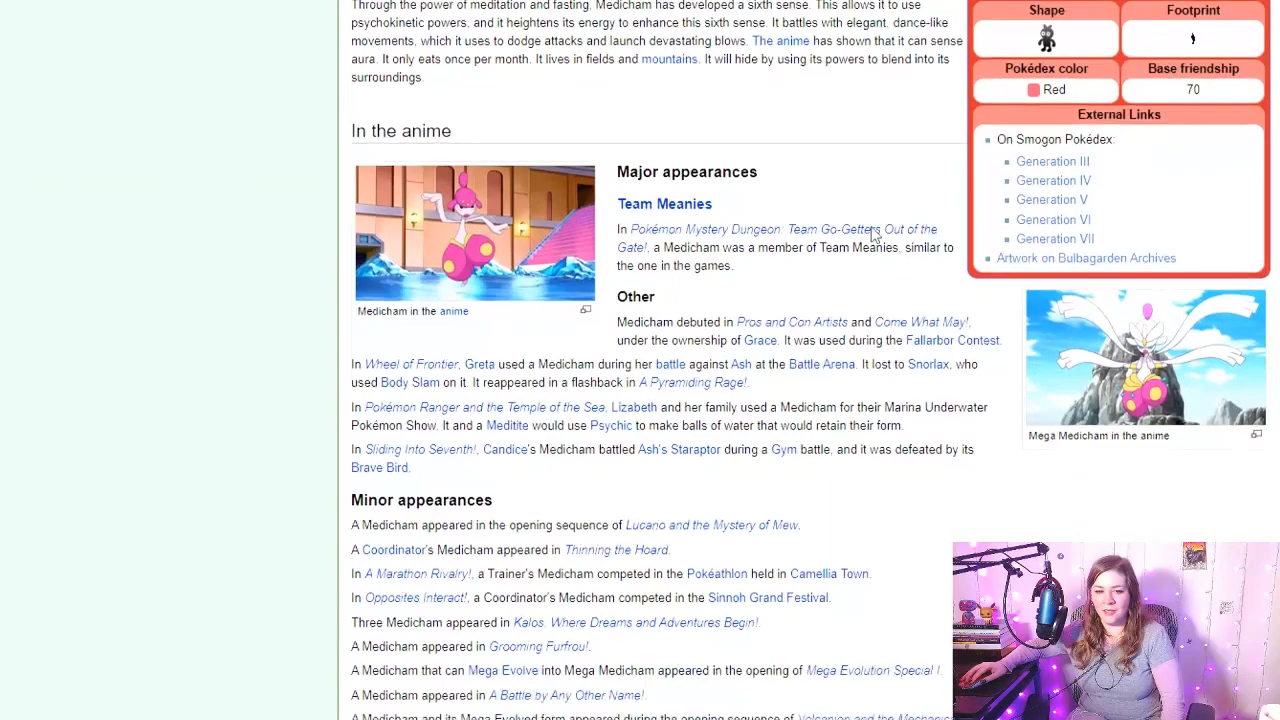 Through the power of meditation and fasting, Medicham has developed a sixth sense. This allows it to use
psychokinetic powers, and it heightens its energy to enhance this sixth sense. It battles with elegant, dance-like
movements, which it uses to dodge attacks and launch devastating blows. The anime has shown that it can sense
aura. It only eats once per month. It lives in fields and mountains. It will hide by using its powers to blend into its
surroundings.
In the anime
Medicham in the anime
Major appearances
Team Meanies
In Pokémon Mystery Dungeon: Team Go-Getters Out of the
Gate!, a Medicham was a member of Team Meanies, similar to
the one in the games.
Other
Medicham debuted in Pros and Con Artists and Come What May!,
under the ownership of Grace. It was used during the Fallarbor Contest.
In Wheel of Frontier, Greta used a Medicham during her battle against Ash at the Battle Arena. It lost to Snorlax, who
used Body Slam on it. It reappeared in a flashback in A Pyramiding Rage!.
In Pokémon Ranger and the Temple of the Sea, Lizabeth and her family used a Medicham for their Marina Underwater
Pokémon Show. It and a Meditite would use Psychic to make balls of water that would retain their form.
In Sliding Into Seventh!, Candice's Medicham battled Ash's Staraptor during a Gym battle, and it was defeated by its
Brave Bird.
Minor appearances
A Medicham appeared in the opening sequence of Lucario and the Mystery of Mew.
A Coordinator's Medicham appeared in Thinning the Hoard.
In A Marathon Rivalry!, a Trainer's Medicham competed in the Pokéathlon held in Camellia Town.
In Opposites Interact!, a Coordinator's Medicham competed in the Sinnoh Grand Festival.
Three Medicham appeared in Kalos, Where Dreams and Adventures Begin!.
A Medicham appeared in Grooming Furfrou!.
A Medicham that can Mega Evolve into Mega Medicham appeared in the opening of Mega Evolution Special I.
A Medicham appeared in A Battle by Any Other Name!.
A Medicham and its Mega Evolved form appeared during the opening sequence of Volcanion and the Mechanica
Shape
Footprint
Pokédex color
Base friendship
Red
70
External Links
On Smogon Pokédex:
Generation III
Generation IV
Generation V
Generation VI
Generation VII
Artwork on Bulbagarden Archives
Mega Medicham in the anime